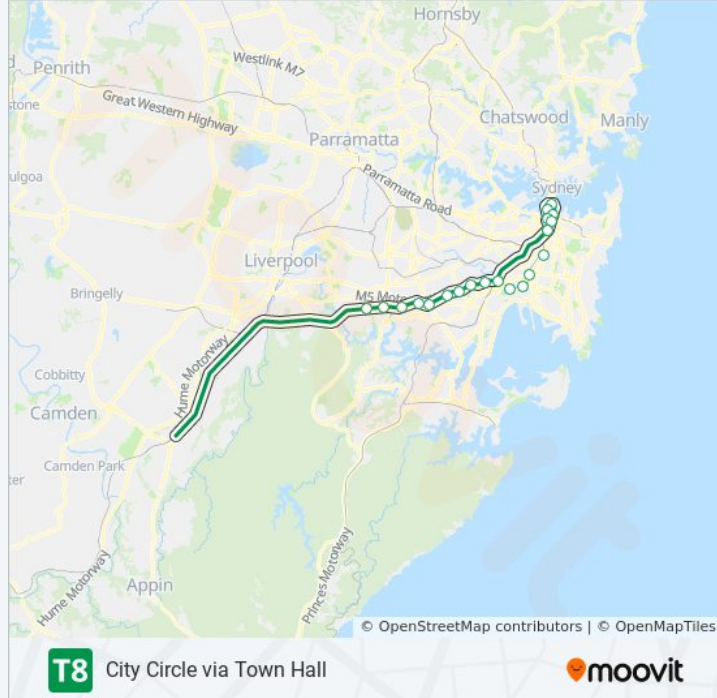 Hornsby
Westlink M7
Penrith
stone
Great Western Highway
Chatswood
Manly
Parramatta
ulgoa
Parramatta Road
Sydney
Liverpool
Bringelly
M5 Moto
Hume Motorway
Cobbitty
Camden
Camden Park
ter
Appin
Hume Motorway
Princes Motorway
© OpenStreetMap contributors | © OpenMapTiles
T8 City Circle via Town Hall
moovit